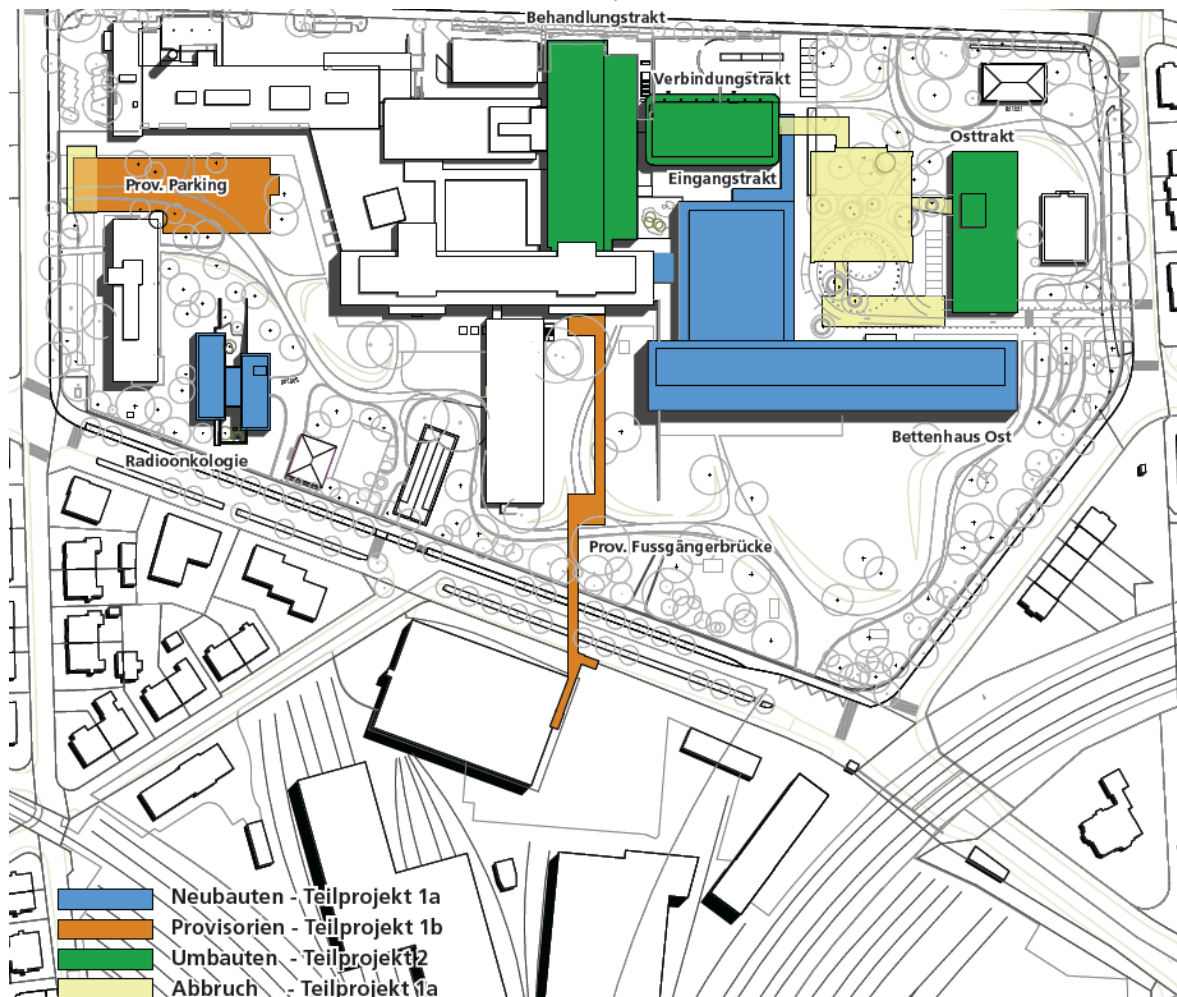 Behandlungstrakt
Verbindungstrakt
Osttrakt
Eingangstrakt
Prov. Parking
Bettenhaus Ost
Radioonkologie
Prov. Fussgängerbrücke
Neubauten - Teilprojekt 1a
Provisorien - Teilprojekt 1b
Umbauten - Teilprojekt 2
Abbruch - Teilprojekt 1a